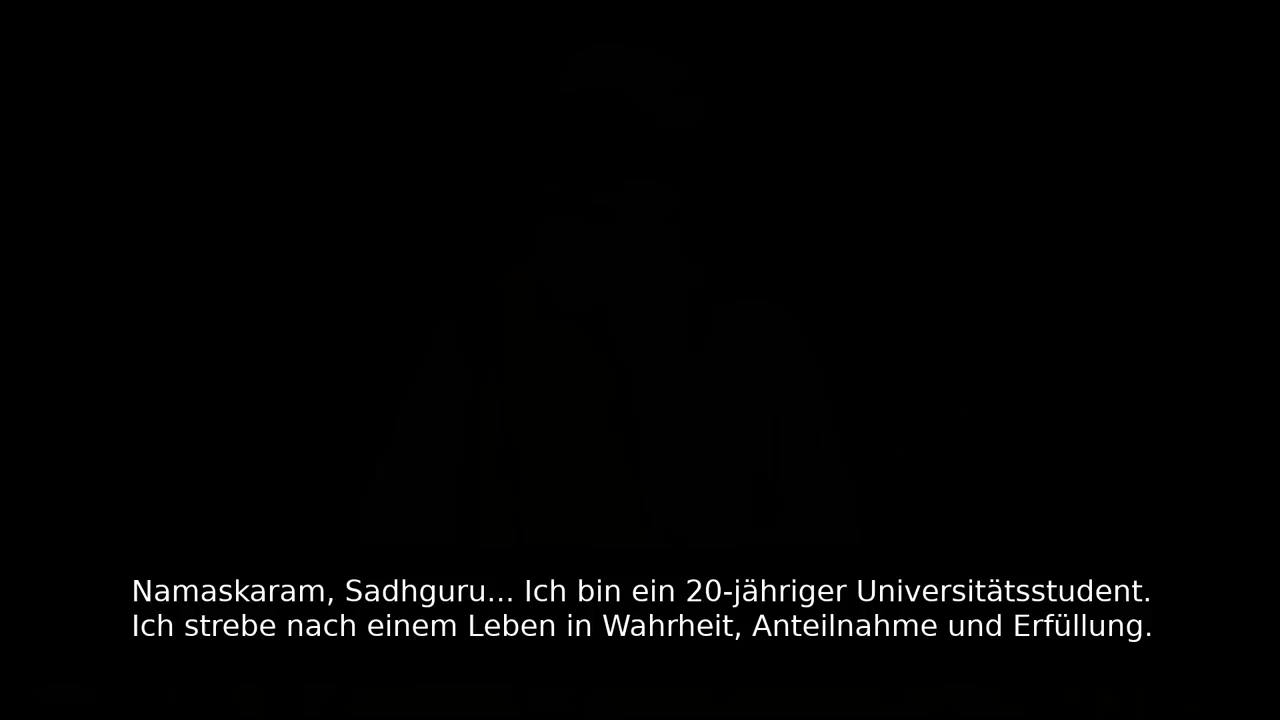 Namaskaram, Sadhguru... Ich bin ein 20-jähriger Universitätsstudent.
Ich strebe nach einem Leben in Wahrheit, Anteilnahme und Erfüllung.